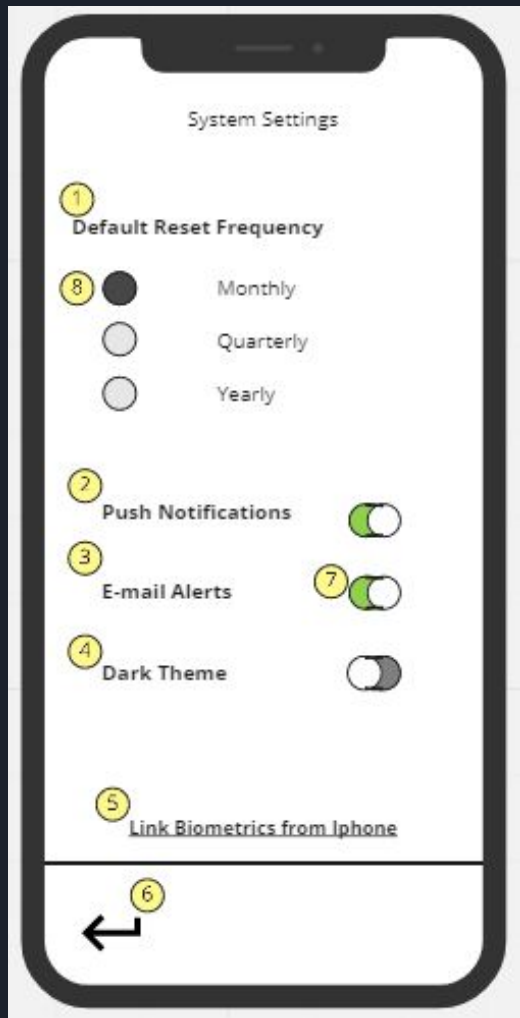 System Settings
1
Default Reset Frequency
8 Monthly
Quarterly
Yearly
2
Push Notifications
3
E-mail Alerts 7
4
Dark Theme
5
Link Biometrics from Iphone
6